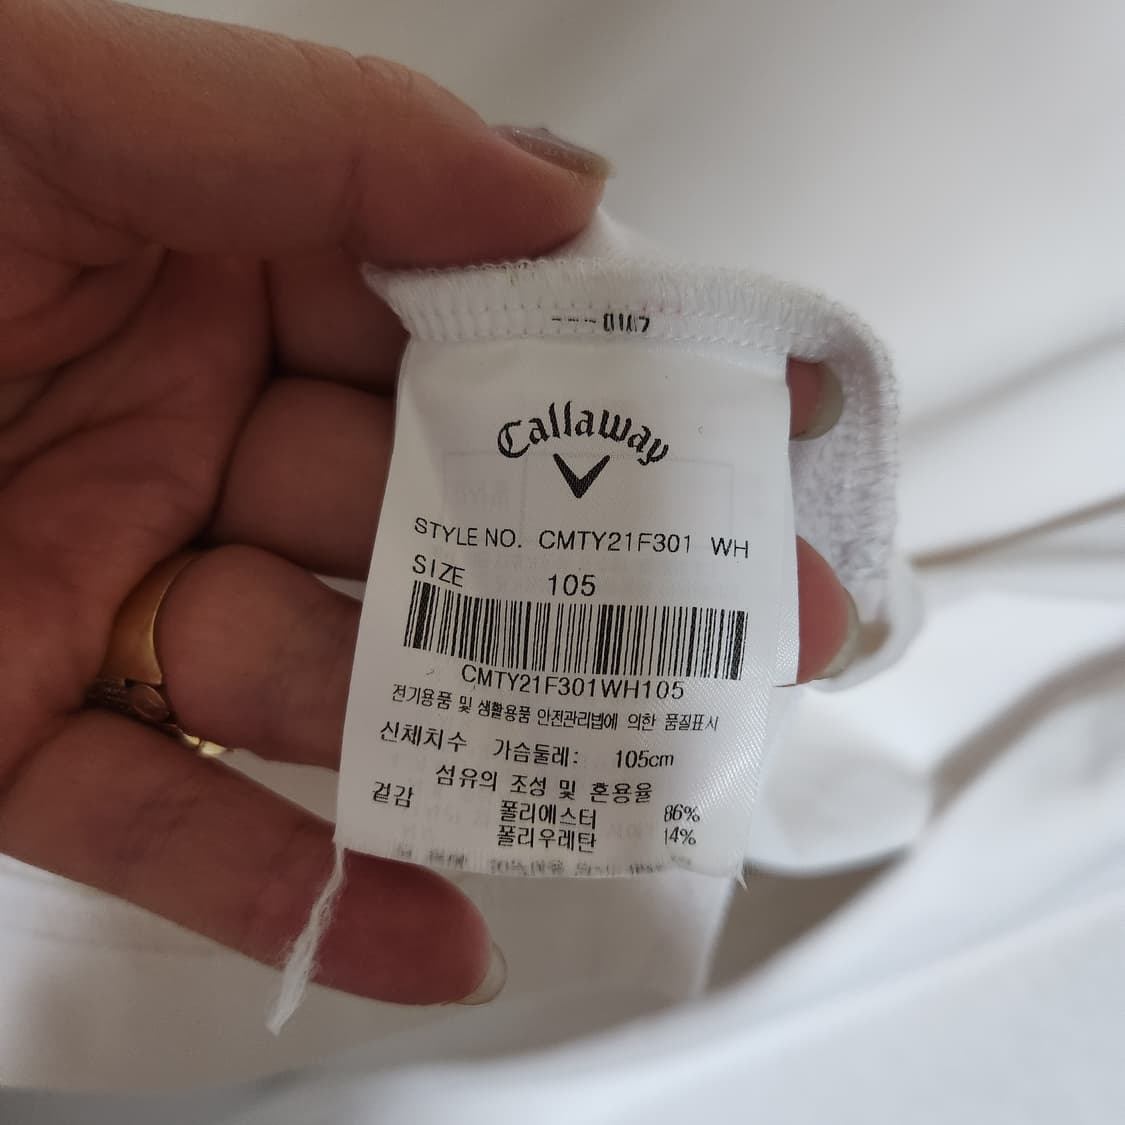 0107
Callaway
STYLE NO. CMTY21F301 WH
SIZE 105
CMTY21F301WH105
전기용품 및 생활용품 안전관리법에 의한 품질표시
신체치수 가슴둘레: 105cm
섬유의 조성 및 혼용율
겉감 폴리에스터 86%
폴리우레탄 14%